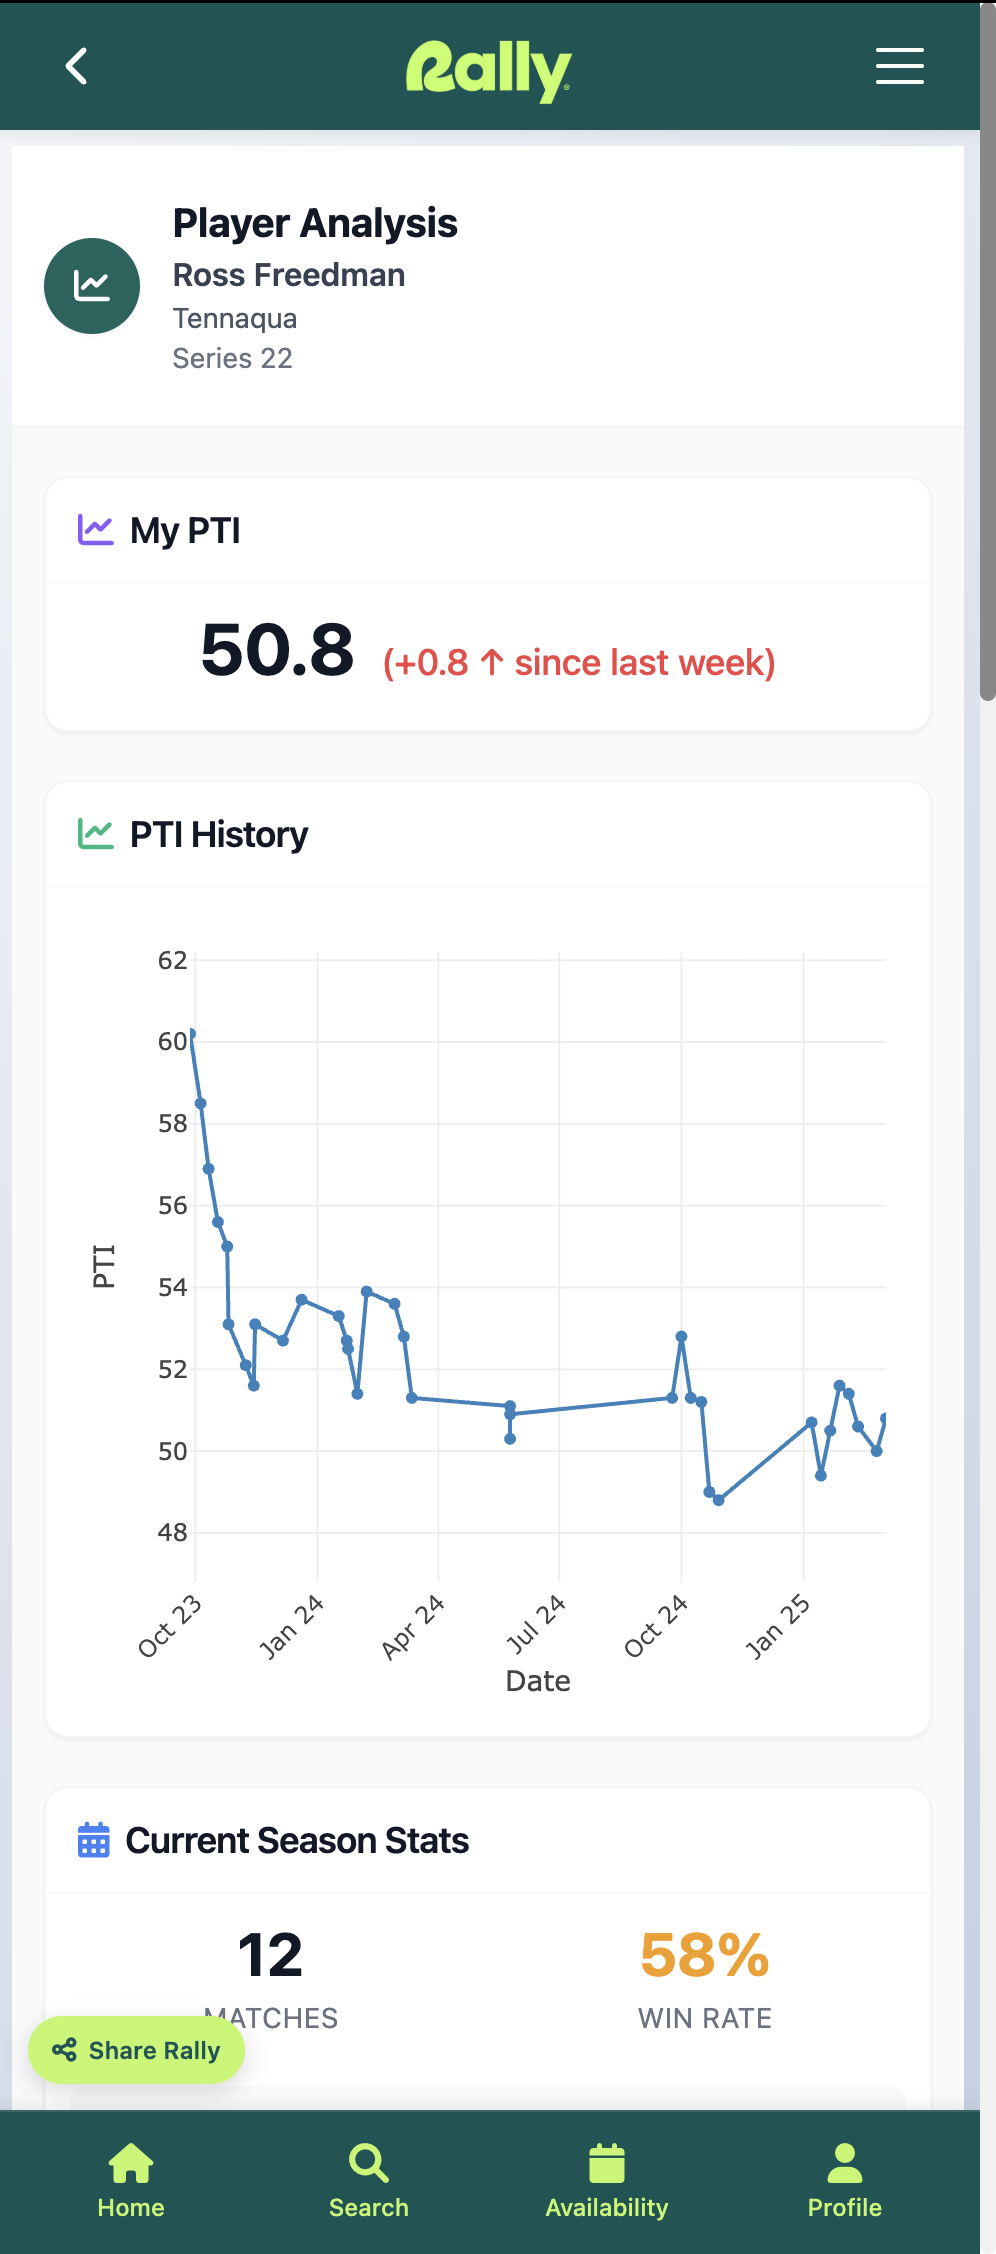 Rally
Player Analysis
Ross Freedman
Tennaqua
Series 22
My PTI
50.8 (+0.8 ↑ since last week)
PTI History
62
60
58
56
54
52
50
48
PTI
Oct 23
Jan 24
Apr 24
Jul 24
Oct 24
Jan 25
Date
Current Season Stats
12
58%
MATCHES
WIN RATE
Share Rally
Home
Search
Availability
Profile